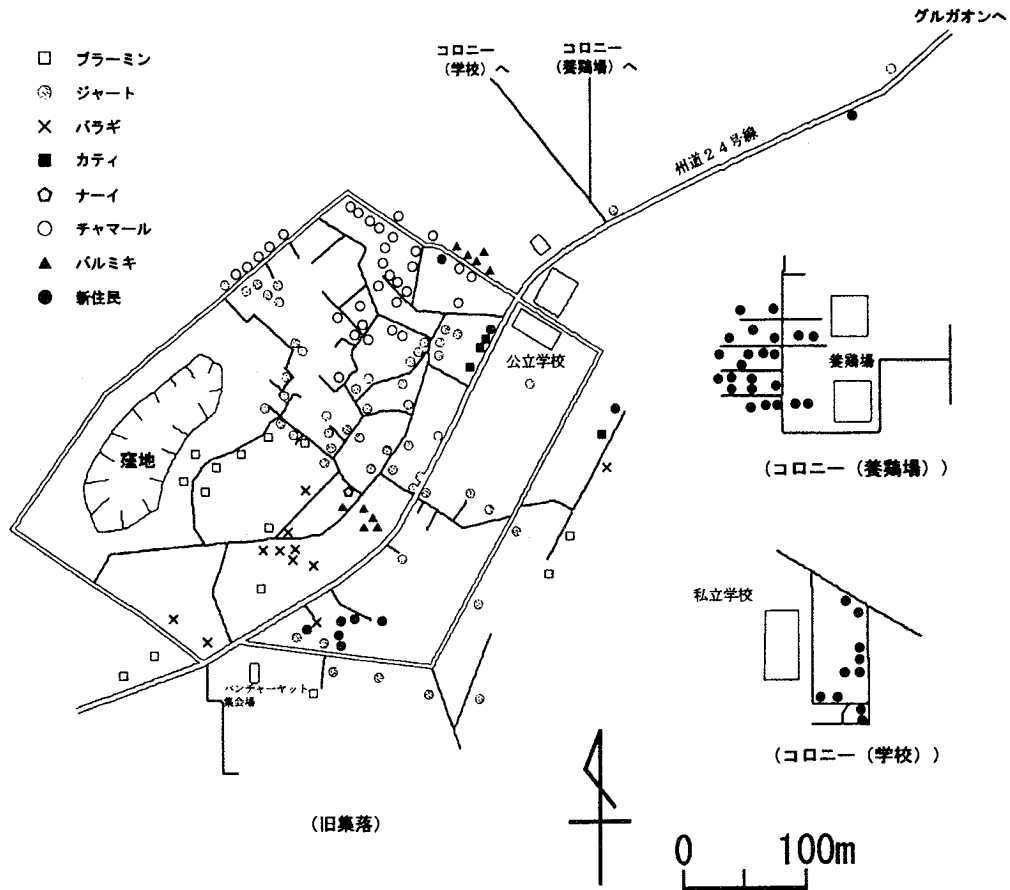 グルガオンへ
コロニー
（学校）へ
コロニー
（養鶏場）へ
ブラーミン
ジャート
バラギ
カティ
ナーイ
チャマール
バルミキ
新住民
州道２４号線
公立学校
養鶏場
窪地
（コロニー（養鶏場））
私立学校
パンチャーヤット
集会場
（コロニー（学校））
（旧集落）
0 100m